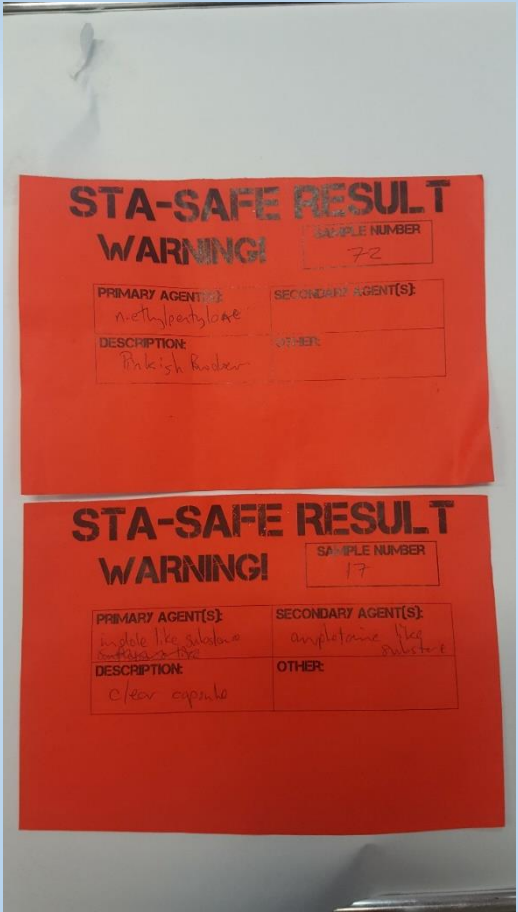 STA-SAFE RESULT
WARNING!
SAMPLE NUMBER
72
PRIMARY AGENT(S):
n-ethylpentylone
SECONDARY AGENT(S):
DESCRIPTION:
Pinkish Powder
OTHER:
STA-SAFE RESULT
WARNING!
SAMPLE NUMBER
17
PRIMARY AGENT(S):
indole like substance
SECONDARY AGENT(S):
amphetamine like
substance
DESCRIPTION:
clear capsule
OTHER: